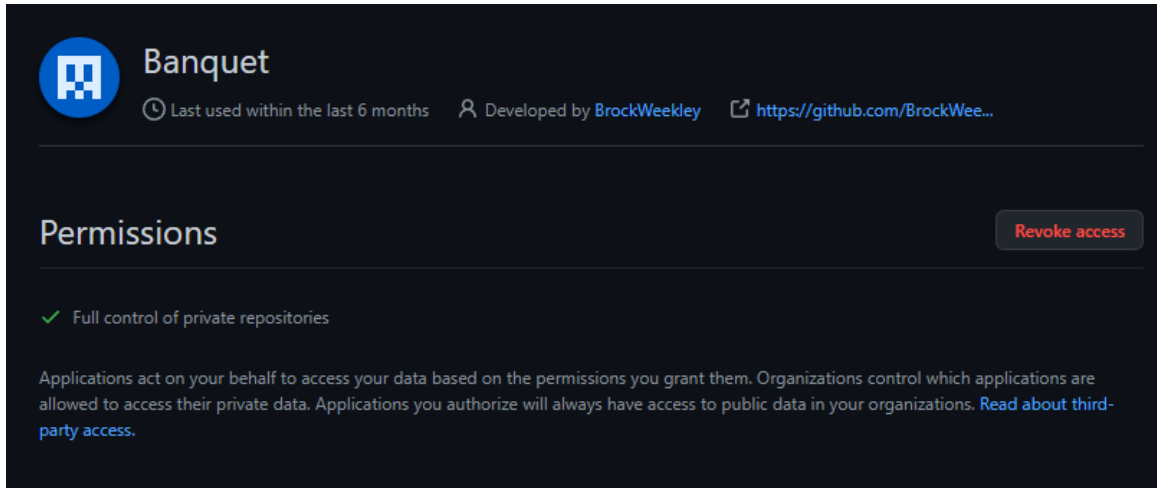 Banquet
Last used within the last 6 months Developed by BrockWeekley https://github.com/BrockWee...
Permissions
Revoke access
Full control of private repositories
Applications act on your behalf to access your data based on the permissions you grant them. Organizations control which applications are
allowed to access their private data. Applications you authorize will always have access to public data in your organizations. Read about third-
party access.